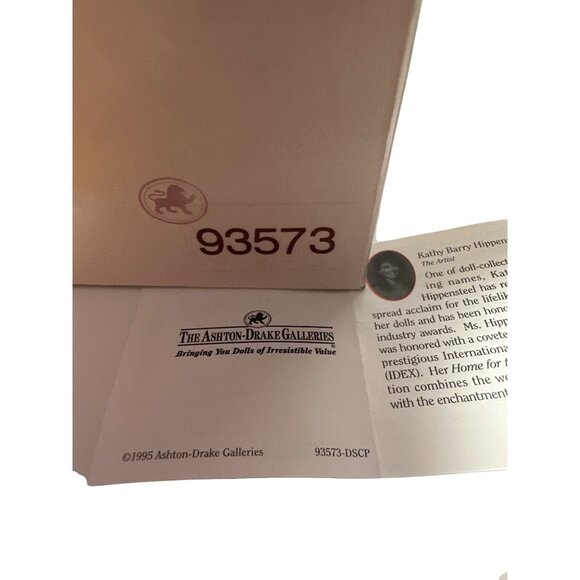 93573
THE ASHTON-DRAKE GALLERIES®
Bringing You Dolls of Irresistible Value
©1995 Ashton-Drake Galleries 93573-DSCP
Kathy Barry Hippen
The Artist
One of doll-collect
ing names, Kat
Hippensteel has re
spread acclaim for the lifelik
her dolls and has been hono
industry awards. Ms. Hipp
was honored with a covete
prestigious Internationa
(IDEX). Her Home for t
tion combines the we
with the enchantment